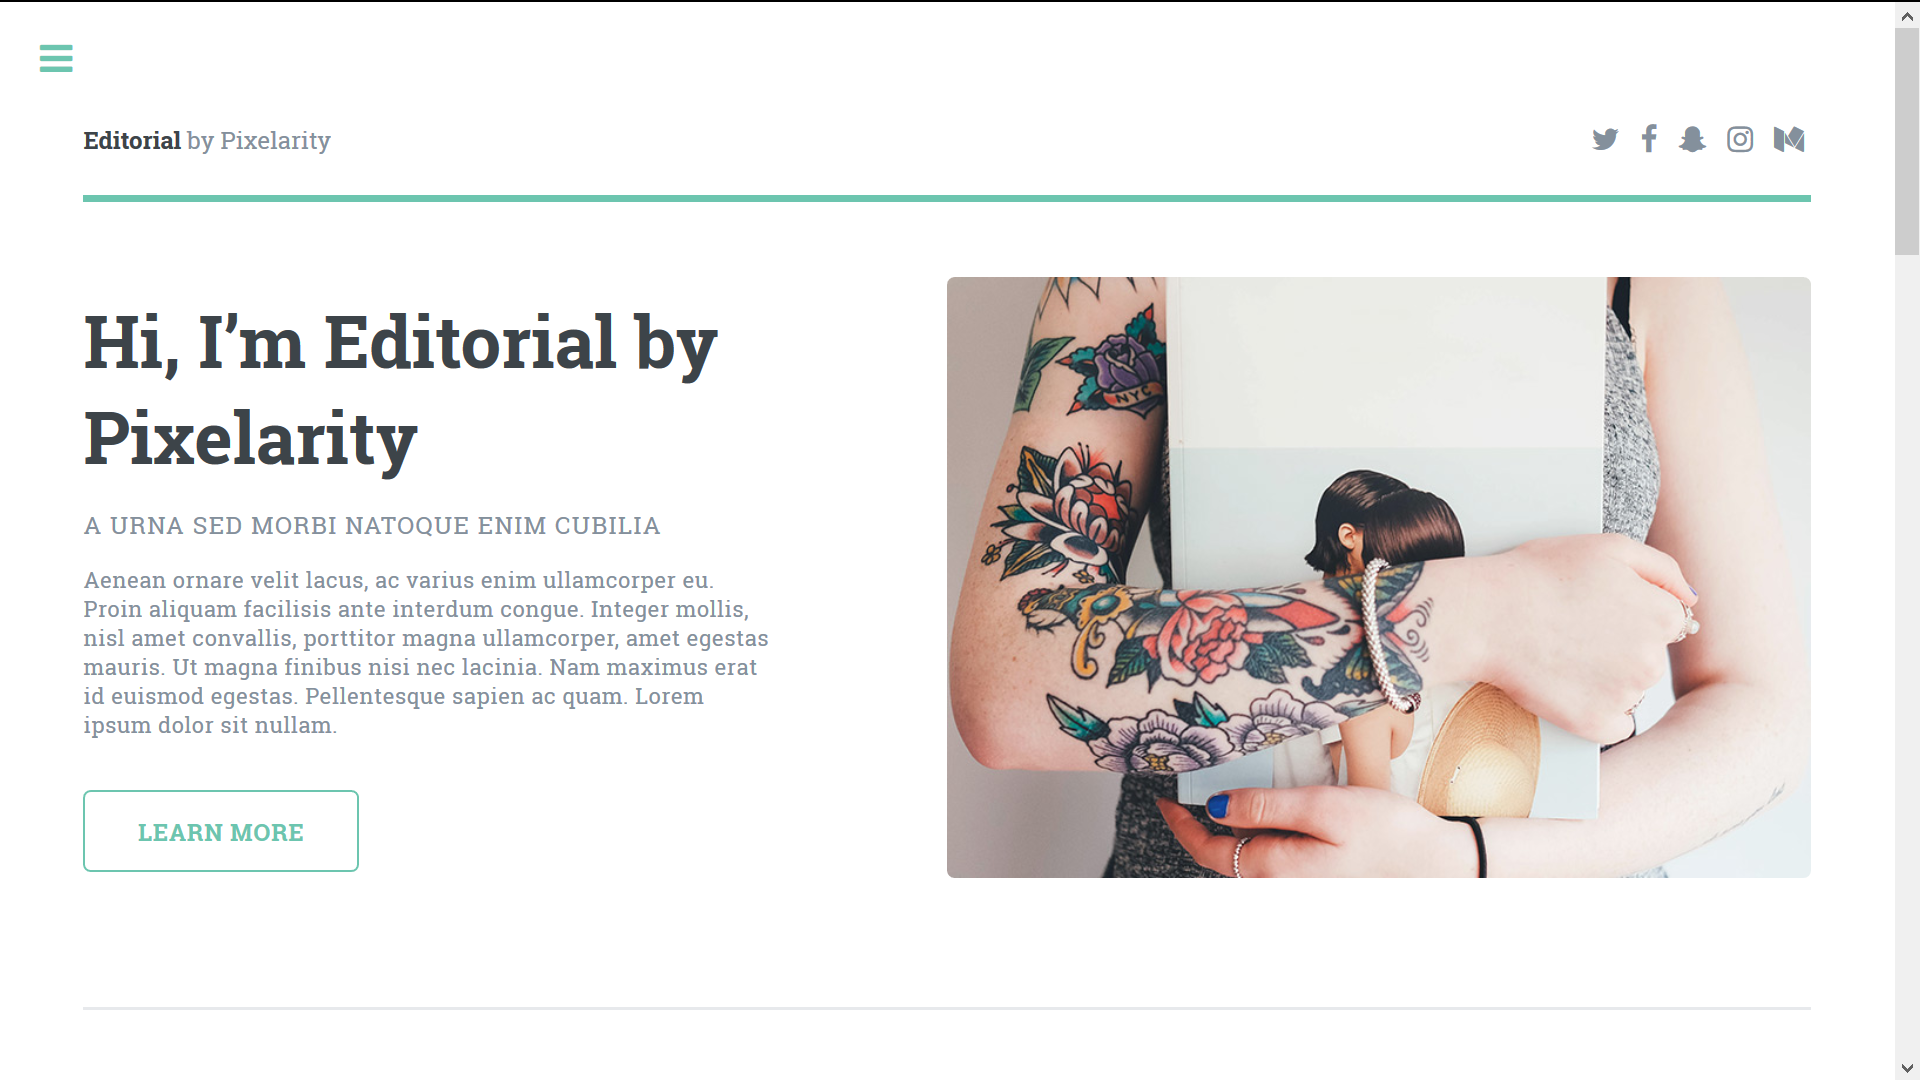 Editorial by Pixelarity
Hi, I’m Editorial by
Pixelarity
A URNA SED MORBI NATOQUE ENIM CUBILIA
Aenean ornare velit lacus, ac varius enim ullamcorper eu.
Proin aliquam facilisis ante interdum congue. Integer mollis,
nisl amet convallis, porttitor magna ullamcorper, amet egestas
mauris. Ut magna finibus nisi nec lacinia. Nam maximus erat
id euismod egestas. Pellentesque sapien ac quam. Lorem
ipsum dolor sit nullam.
LEARN MORE
NYC